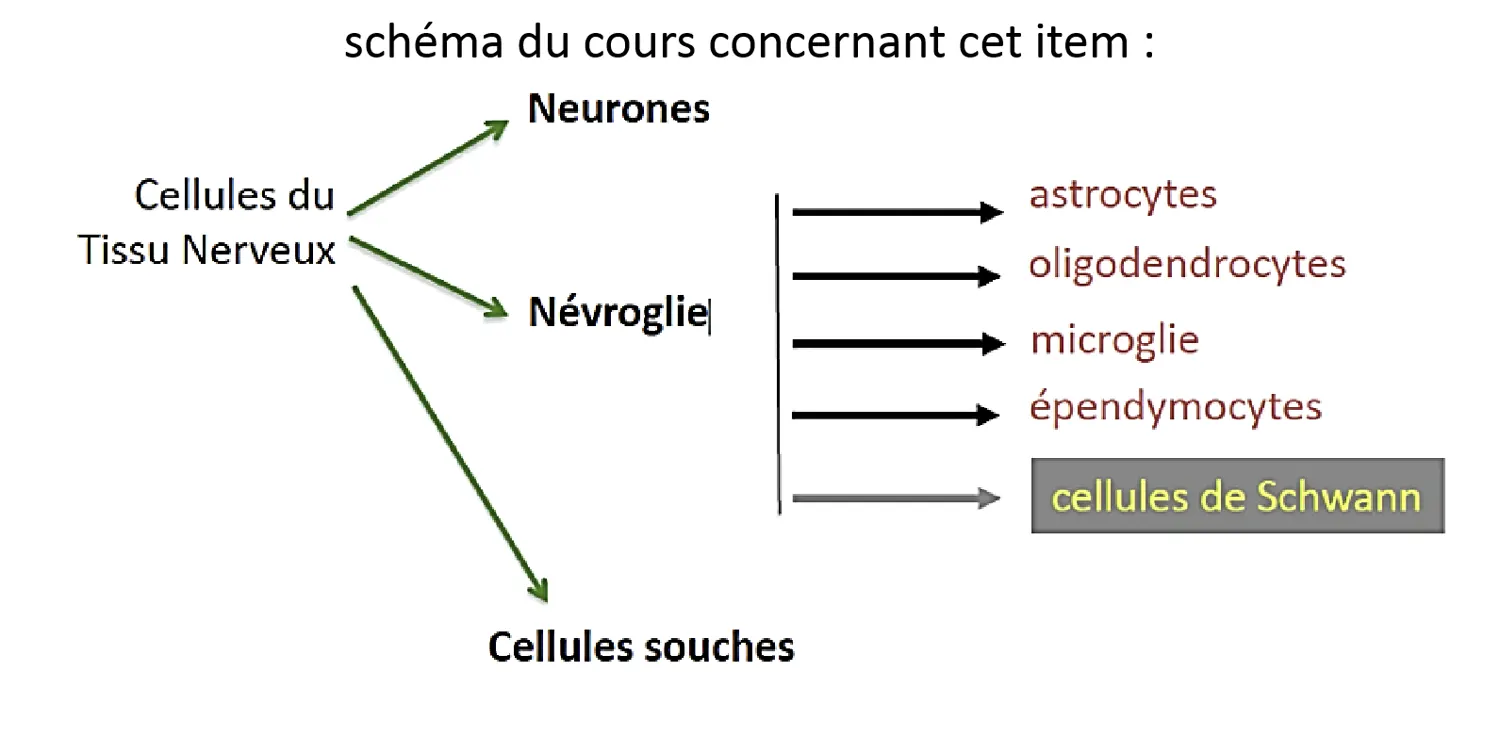 schéma du cours concernant cet item :
Neurones
Cellules du
Tissu Nerveux
Névroglie
astrocytes
oligodendrocytes
microglie
épendymocytes
cellules de Schwann
Cellules souches